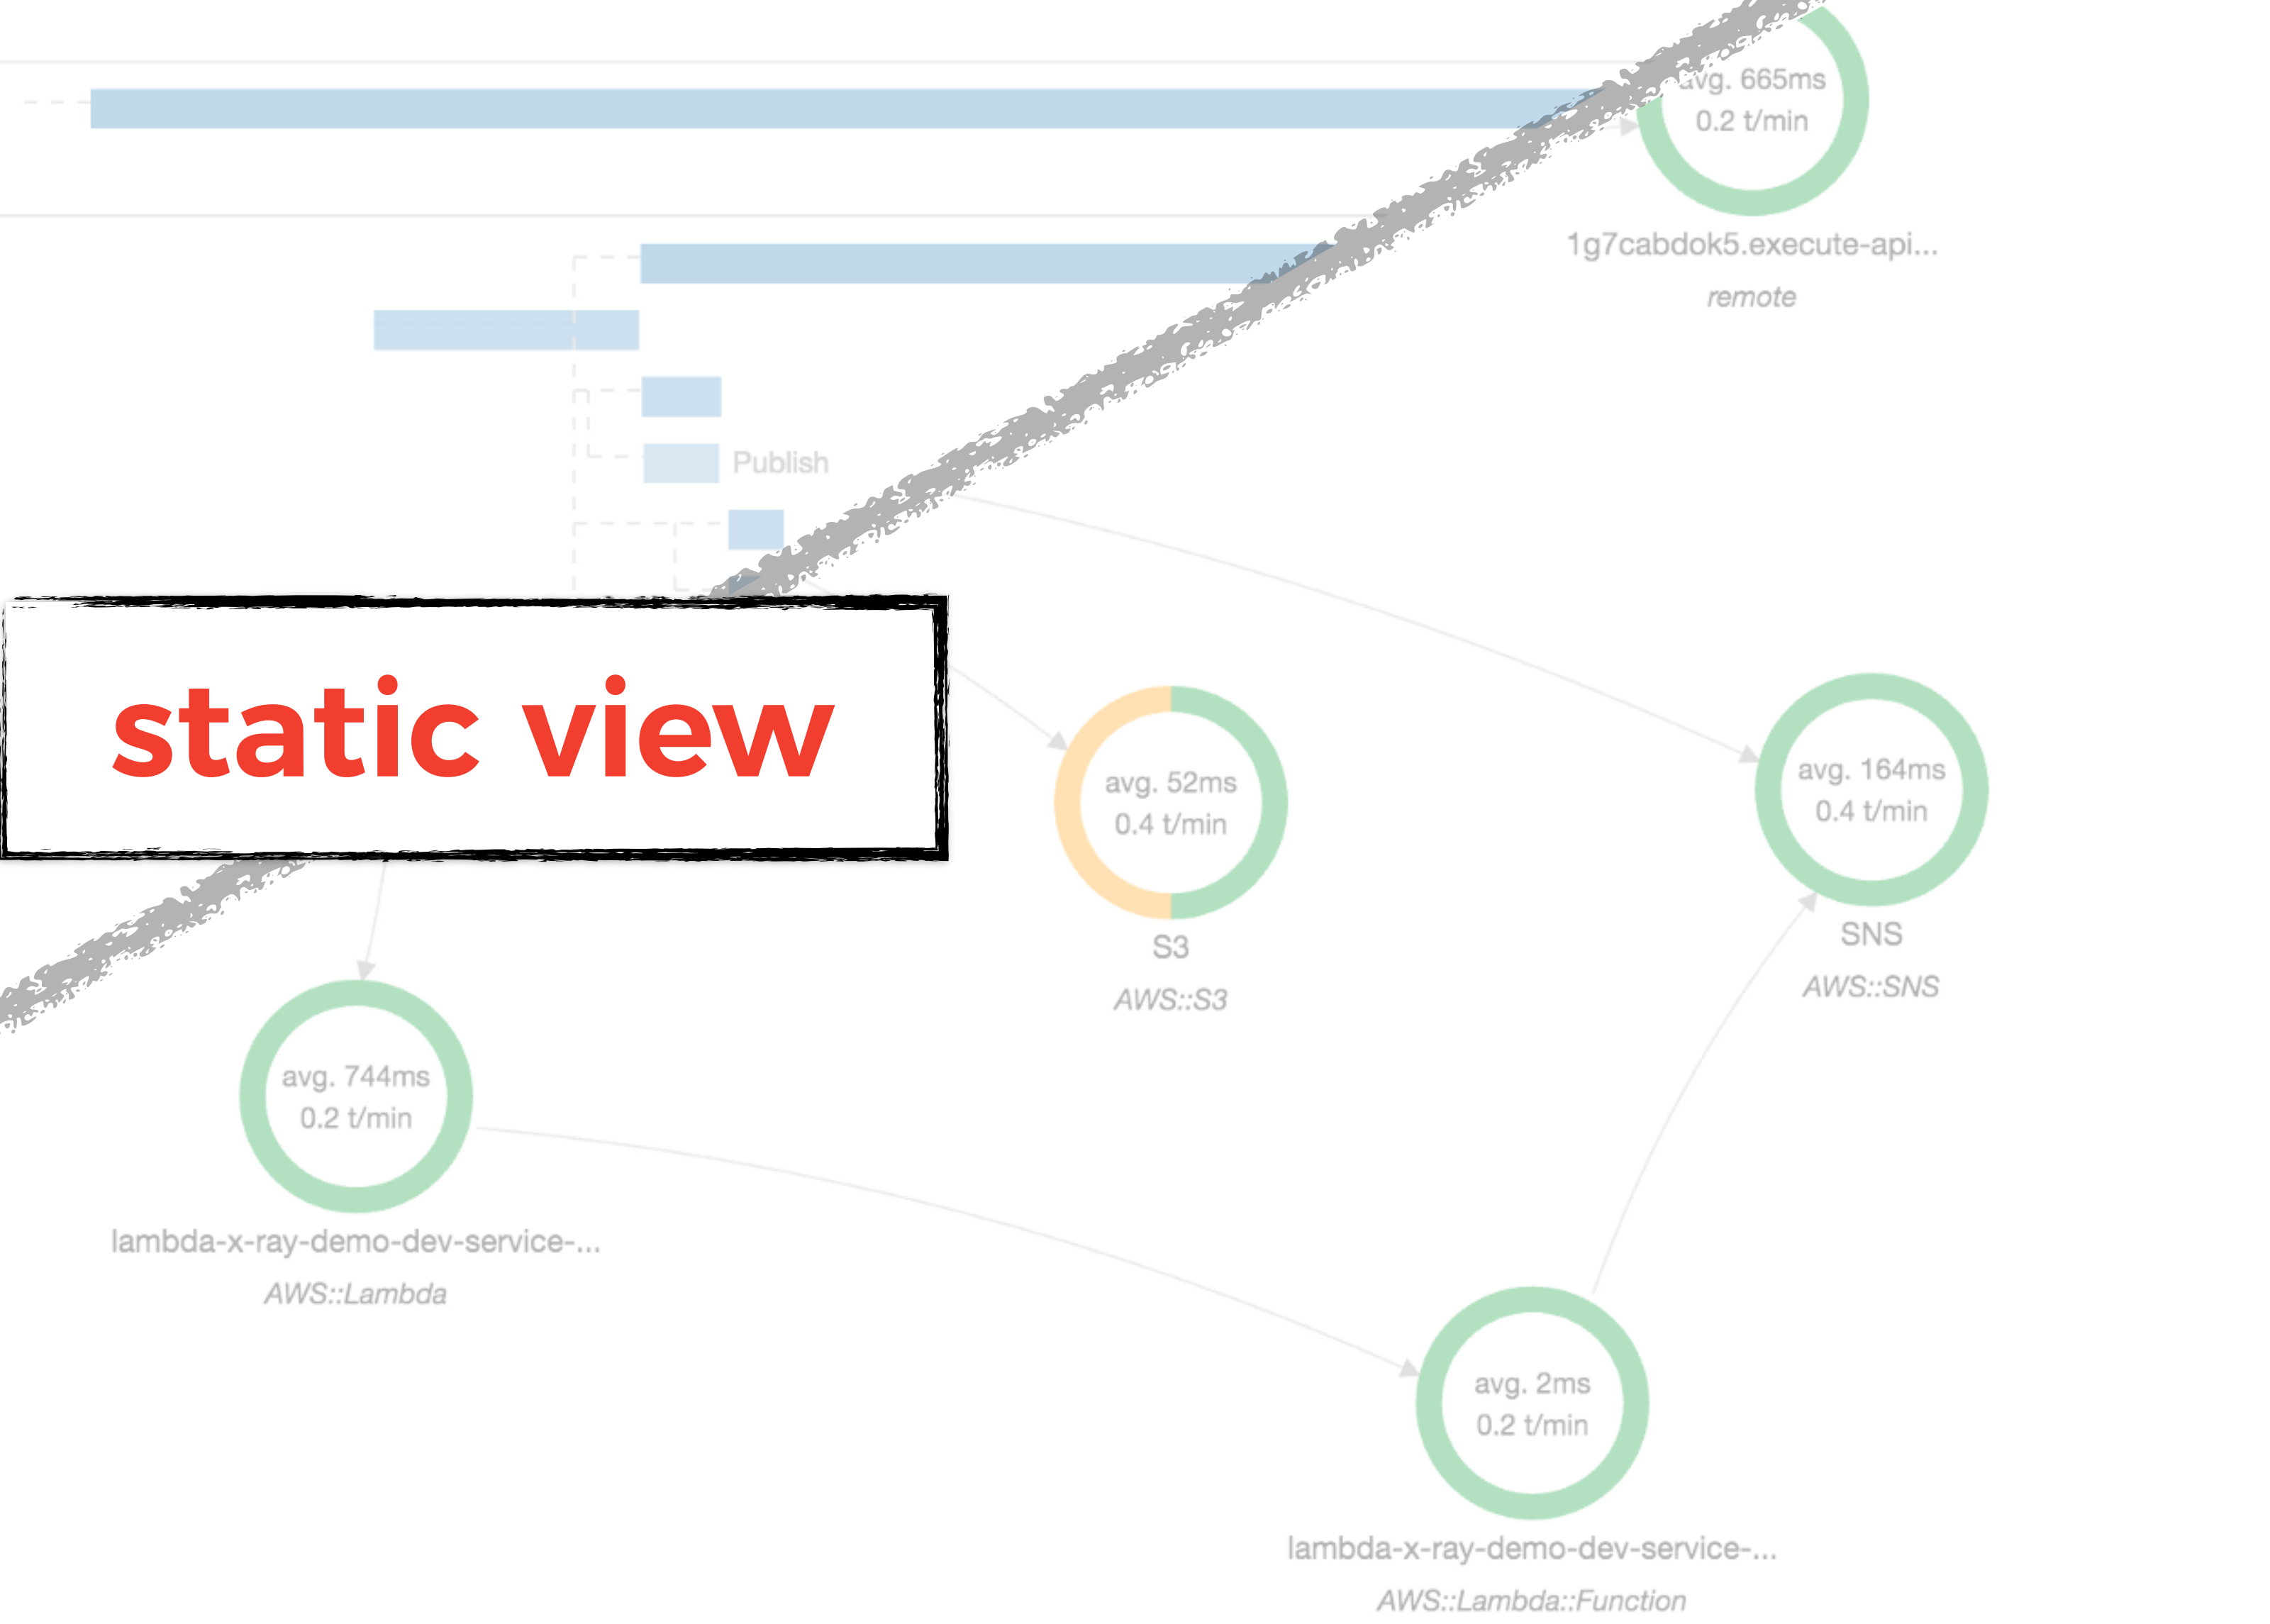 avg. 665ms
0.2 t/min
1g7cabdok5.execute-api...
remote
Publish
static view
avg. 52ms
0.4 t/min
S3
AWS::S3
avg. 164ms
0.4 t/min
SNS
AWS::SNS
avg. 744ms
0.2 t/min
lambda-x-ray-demo-dev-service-...
AWS::Lambda
avg. 2ms
0.2 t/min
lambda-x-ray-demo-dev-service-...
AWS::Lambda::Function